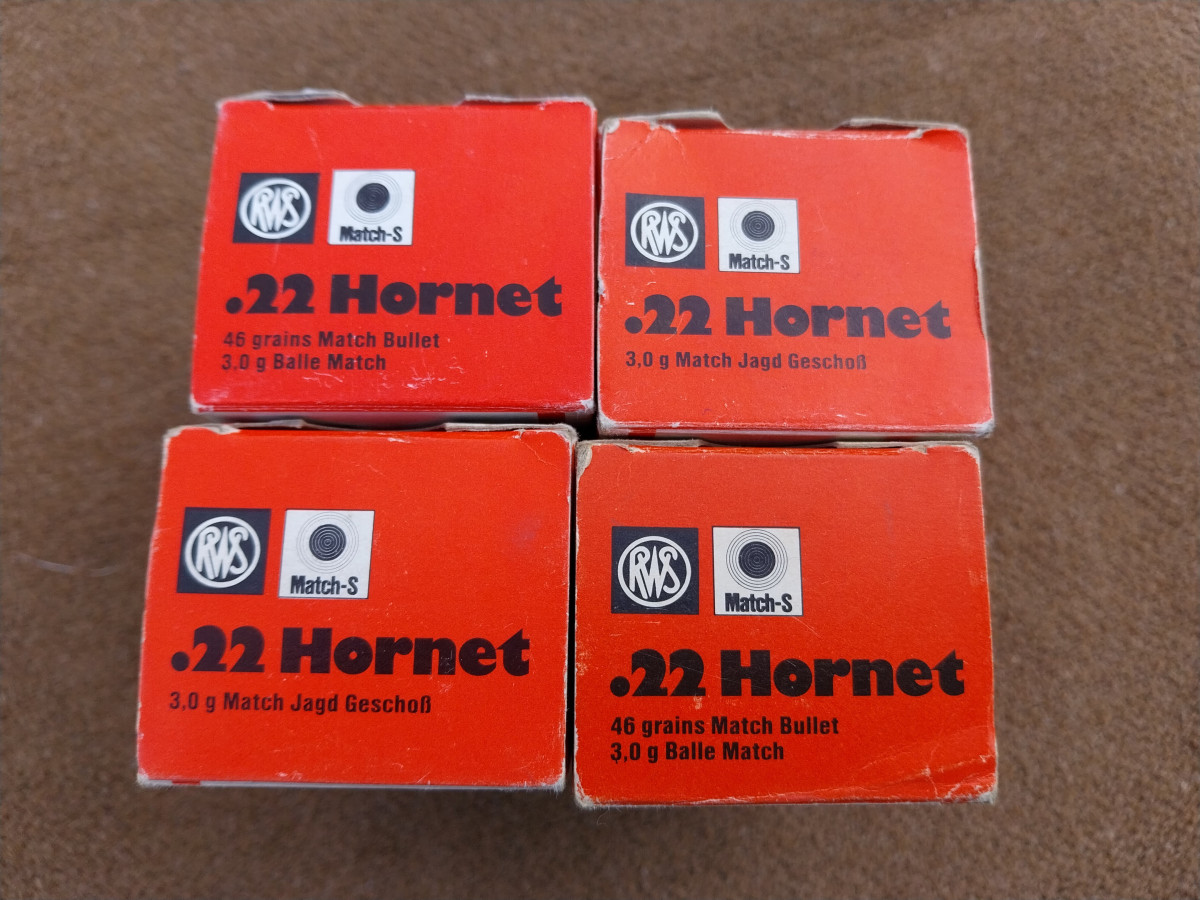 RWS
Match-S
.22 Hornet
46 grains Match Bullet
3,0 g Balle Match
RWS
Match-S
.22 Hornet
3,0 g Match Jagd Geschoß
RWS
Match-S
.22 Hornet
3,0 g Match Jagd Geschoß
RWS
Match-S
.22 Hornet
46 grains Match Bullet
3,0 g Balle Match